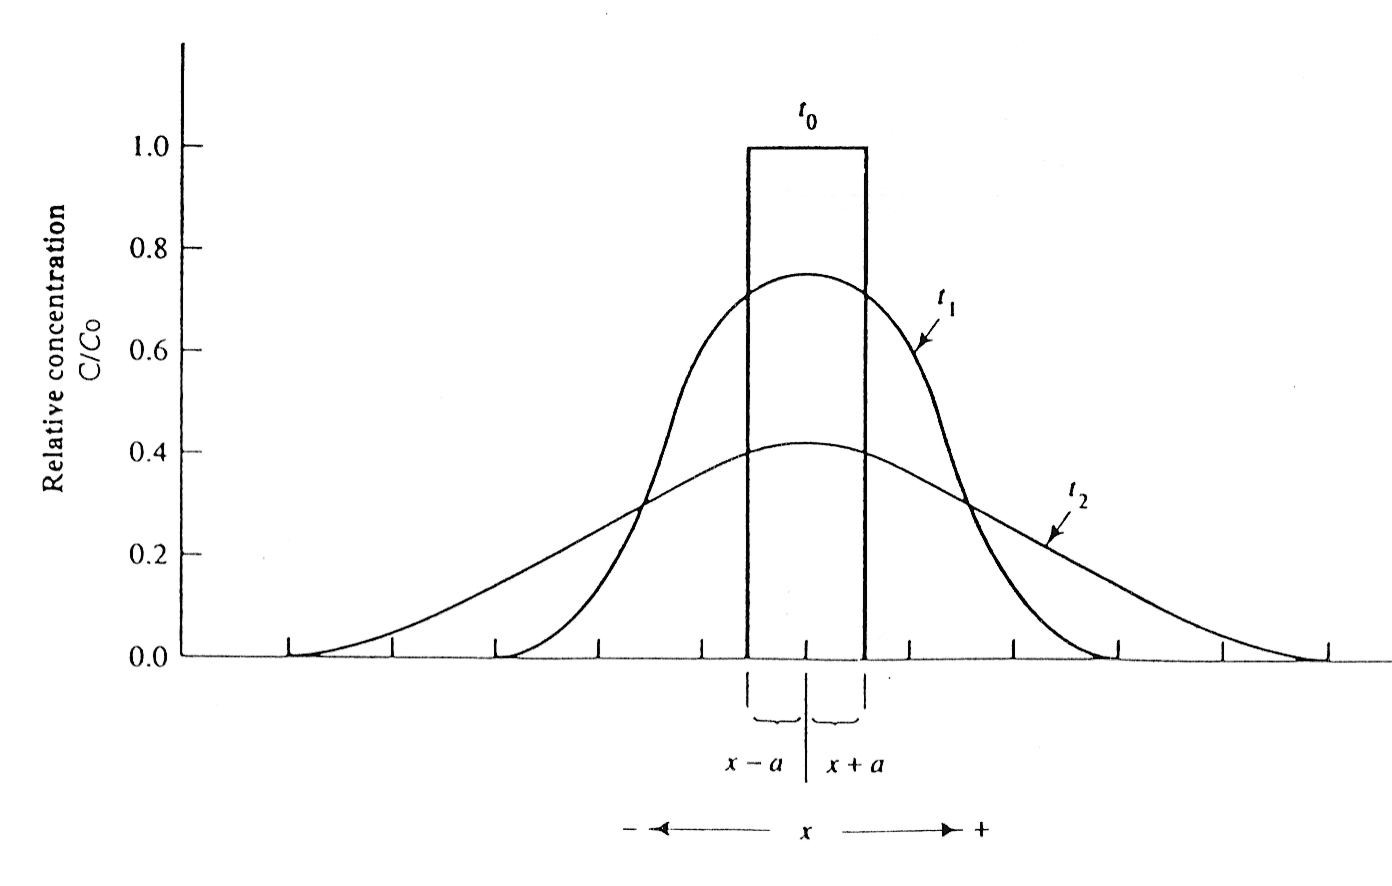 t0
1.0
0.8
0.6
0.4
0.2
0.0
Relative concentration
C/Co
t1
t2
x – a
x + a
– x +